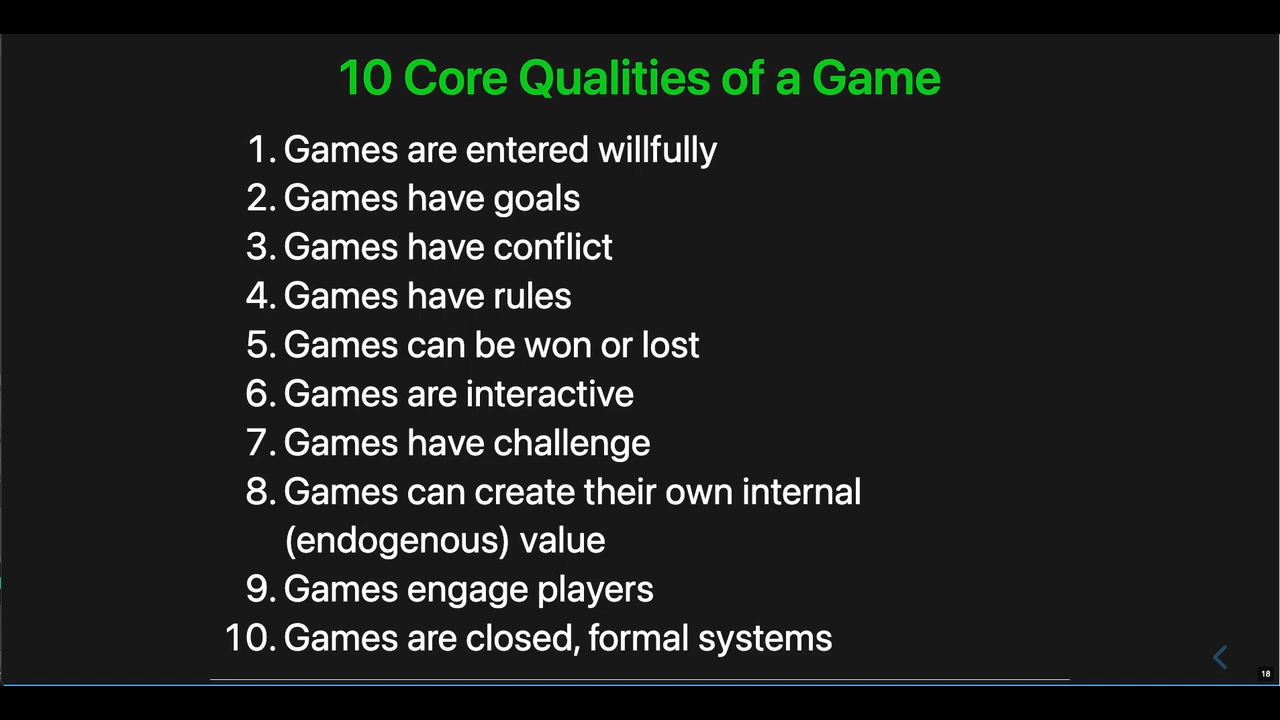 10 Core Qualities of a Game
1. Games are entered willfully
2. Games have goals
3. Games have conflict
4. Games have rules
5. Games can be won or lost
6. Games are interactive
7. Games have challenge
8. Games can create their own internal
(endogenous) value
9. Games engage players
10. Games are closed, formal systems
18